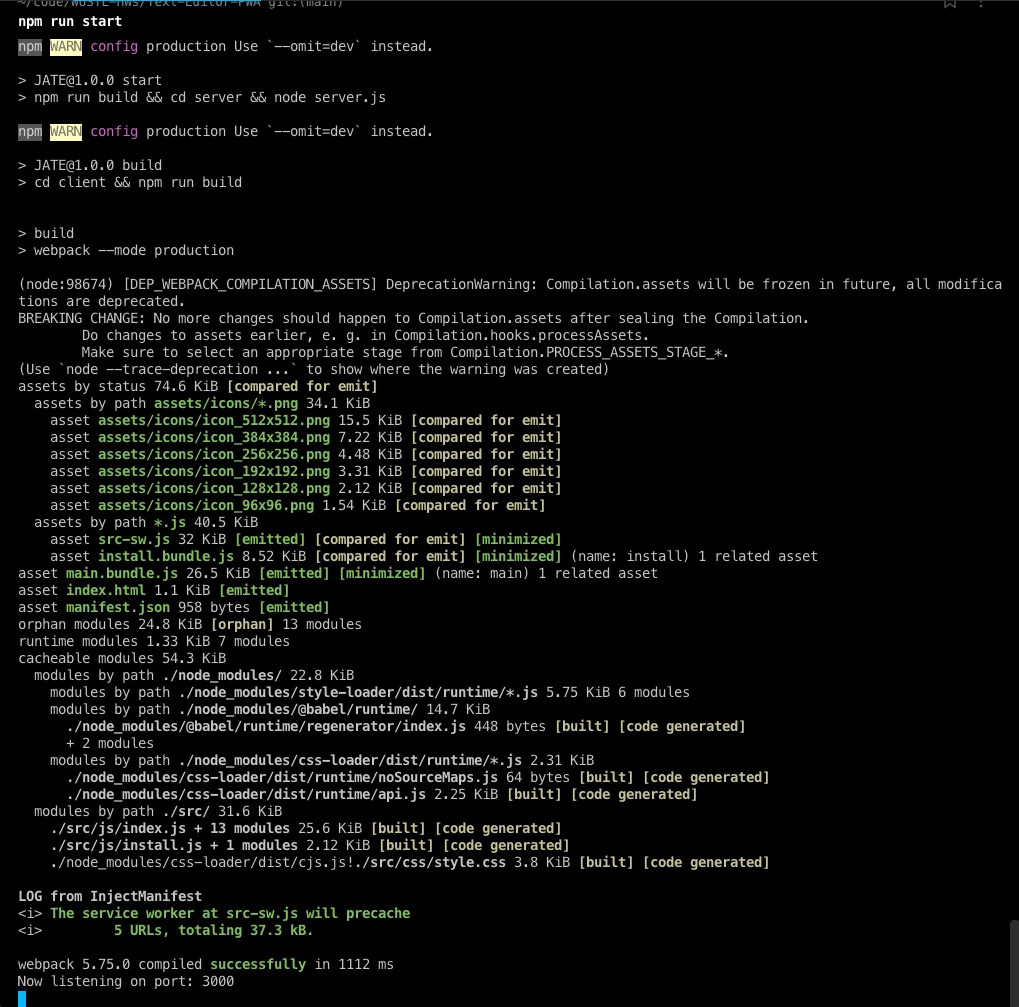 ~/code/WoSTE-HWs/Text-Editor-PWA git:(main)
npm run start
npm WARN config production Use `--omit=dev` instead.
> JATE@1.0.0 start
> npm run build && cd server && node server.js
npm WARN config production Use `--omit=dev` instead.
> JATE@1.0.0 build
> cd client && npm run build
> build
> webpack --mode production
(node:98674) [DEP_WEBPACK_COMPILATION_ASSETS] DeprecationWarning: Compilation.assets will be frozen in future, all modifica
tions are deprecated.
BREAKING CHANGE: No more changes should happen to Compilation.assets after sealing the Compilation.
Do changes to assets earlier, e. g. in Compilation.hooks.processAssets.
Make sure to select an appropriate stage from Compilation.PROCESS_ASSETS_STAGE_*.
(Use `node --trace-deprecation ...` to show where the warning was created)
assets by status 74.6 KiB [compared for emit]
assets by path assets/icons/*.png 34.1 KiB
asset assets/icons/icon_512x512.png 15.5 KiB [compared for emit]
asset assets/icons/icon_384x384.png 7.22 KiB [compared for emit]
asset assets/icons/icon_256x256.png 4.48 KiB [compared for emit]
asset assets/icons/icon_192x192.png 3.31 KiB [compared for emit]
asset assets/icons/icon_128x128.png 2.12 KiB [compared for emit]
asset assets/icons/icon_96x96.png 1.54 KiB [compared for emit]
assets by path *.js 40.5 KiB
asset src-sw.js 32 KiB [emitted] [compared for emit] [minimized]
asset install.bundle.js 8.52 KiB [compared for emit] [minimized] (name: install) 1 related asset
asset main.bundle.js 26.5 KiB [emitted] [minimized] (name: main) 1 related asset
asset index.html 1.1 KiB [emitted]
asset manifest.json 958 bytes [emitted]
orphan modules 24.8 KiB [orphan] 13 modules
runtime modules 1.33 KiB 7 modules
cacheable modules 54.3 KiB
modules by path ./node_modules/ 22.8 KiB
modules by path ./node_modules/style-loader/dist/runtime/*.js 5.75 KiB 6 modules
modules by path ./node_modules/@babel/runtime/ 14.7 KiB
./node_modules/@babel/runtime/regenerator/index.js 448 bytes [built] [code generated]
+ 2 modules
modules by path ./node_modules/css-loader/dist/runtime/*.js 2.31 KiB
./node_modules/css-loader/dist/runtime/noSourceMaps.js 64 bytes [built] [code generated]
./node_modules/css-loader/dist/runtime/api.js 2.25 KiB [built] [code generated]
modules by path ./src/ 31.6 KiB
./src/js/index.js + 13 modules 25.6 KiB [built] [code generated]
./src/js/install.js + 1 modules 2.12 KiB [built] [code generated]
./node_modules/css-loader/dist/cjs.js!./src/css/style.css 3.8 KiB [built] [code generated]
LOG from InjectManifest
<i> The service worker at src-sw.js will precache
<i> 5 URLs, totaling 37.3 kB.
webpack 5.75.0 compiled successfully in 1112 ms
Now listening on port: 3000